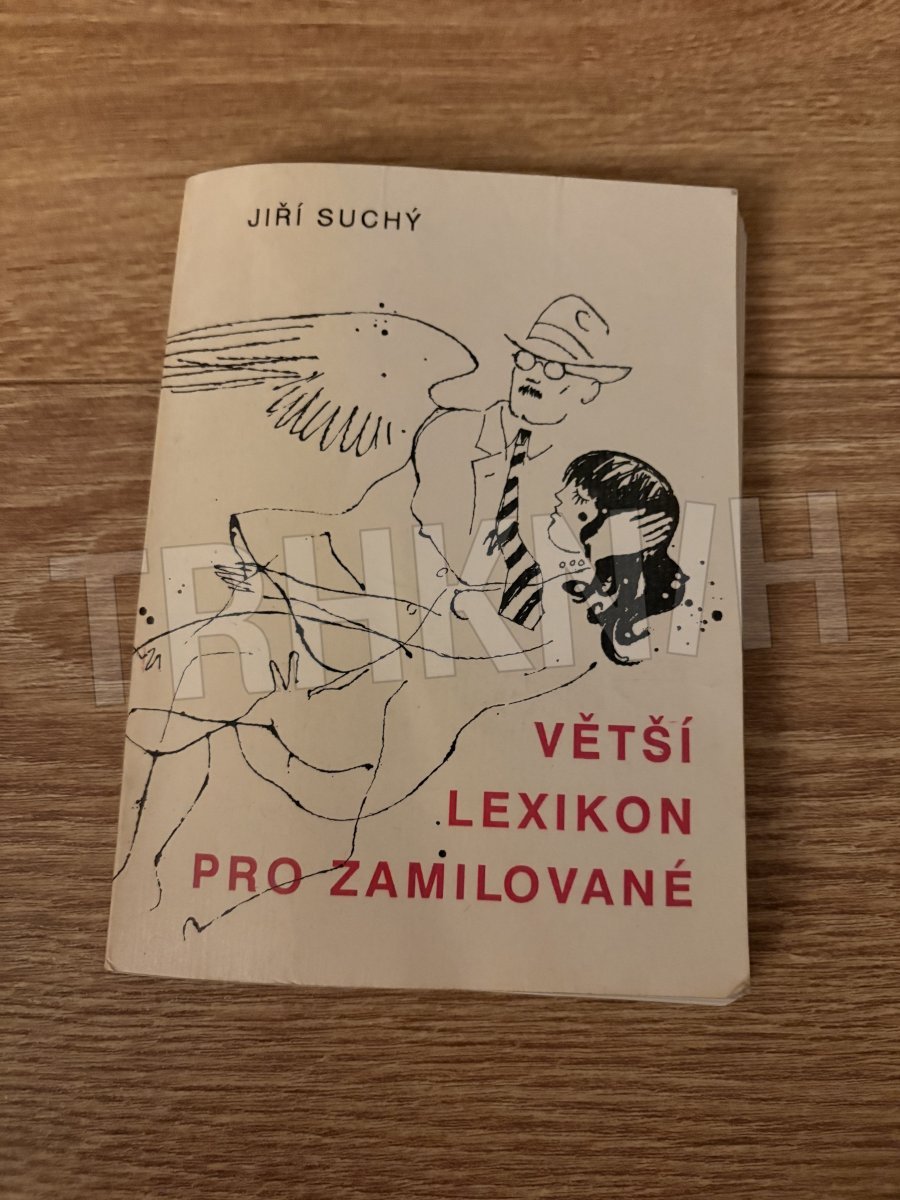 JIŘÍ SUCHÝ
TRHKNIH
VĚTŠÍ
LEXIKON
PRO ZAMILOVANÉ